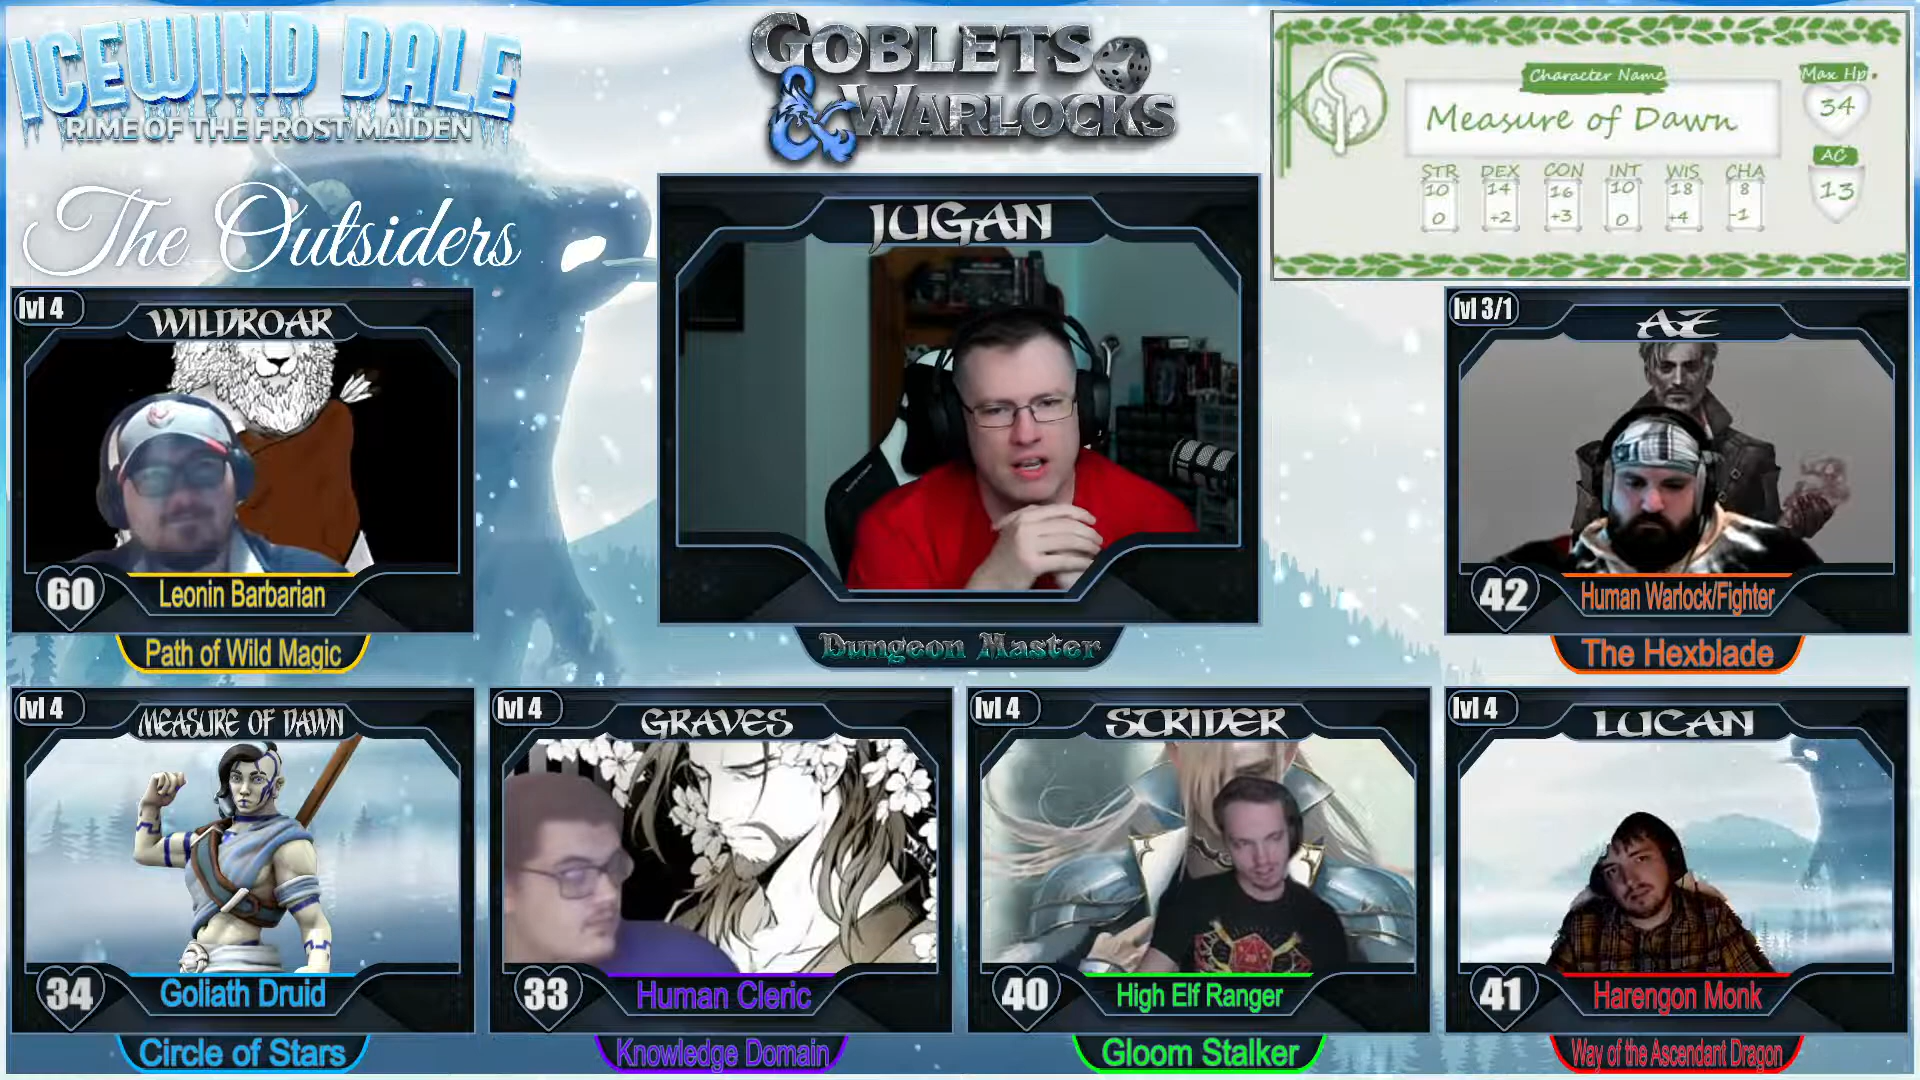 ICEWIND DALE
RIME OF THE FROSTMAIDEN
The Outsiders
GOBLETS
& WARLOCKS
Character Name
Measure of Dawn
Max Hp.
34
AC
13
STR DEX CON INT WIS CHA
10 14 16 10 18 8
0 +2 +3 0 +4 -1
JUGAN
Dungeon Master
lvl 4
WILDROAR
60
Leonin Barbarian
Path of Wild Magic
lvl 3/1
AZ
42
Human Warlock/Fighter
The Hexblade
lvl 4
MEASURE OF DAWN
34
Goliath Druid
Circle of Stars
lvl 4
GRAVES
33
Human Cleric
Knowledge Domain
lvl 4
STRIDER
40
High Elf Ranger
Gloom Stalker
lvl 4
LUCAN
41
Harengon Monk
Way of the Ascendant Dragon